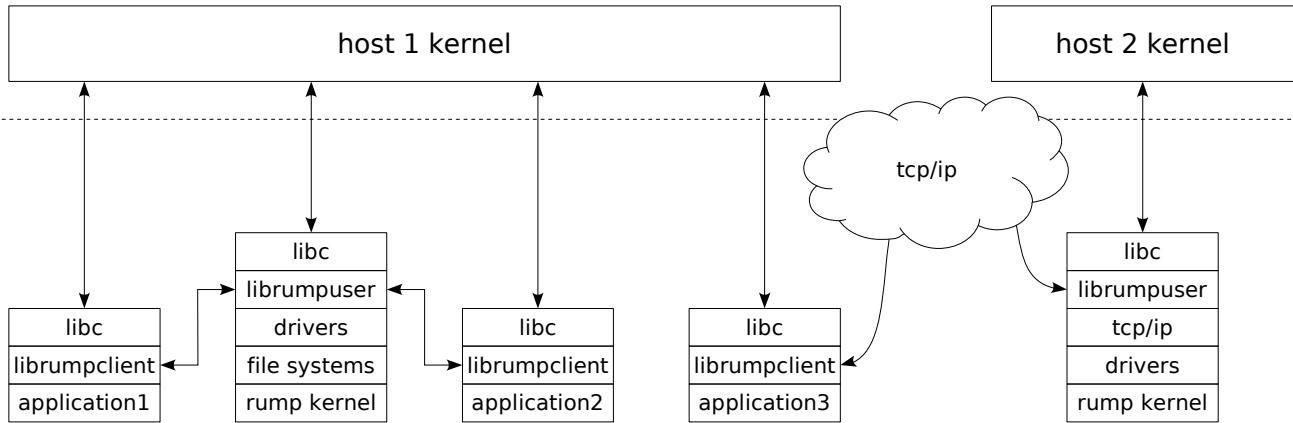 host 1 kernel
host 2 kernel
tcp/ip
libc
librumpclient
application1
libc
librumpuser
drivers
file systems
rump kernel
libc
librumpclient
application2
libc
librumpclient
application3
libc
librumpuser
tcp/ip
drivers
rump kernel